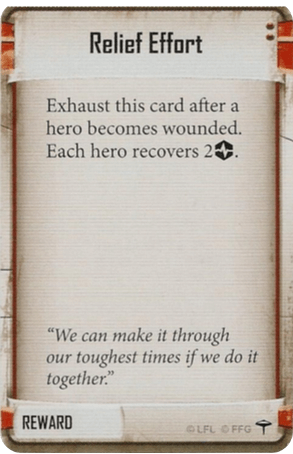 Relief Effort
Exhaust this card after a
hero becomes wounded.
Each hero recovers 2.
“We can make it through
our toughest times if we do it
together.”
REWARD
© LFL © FFG